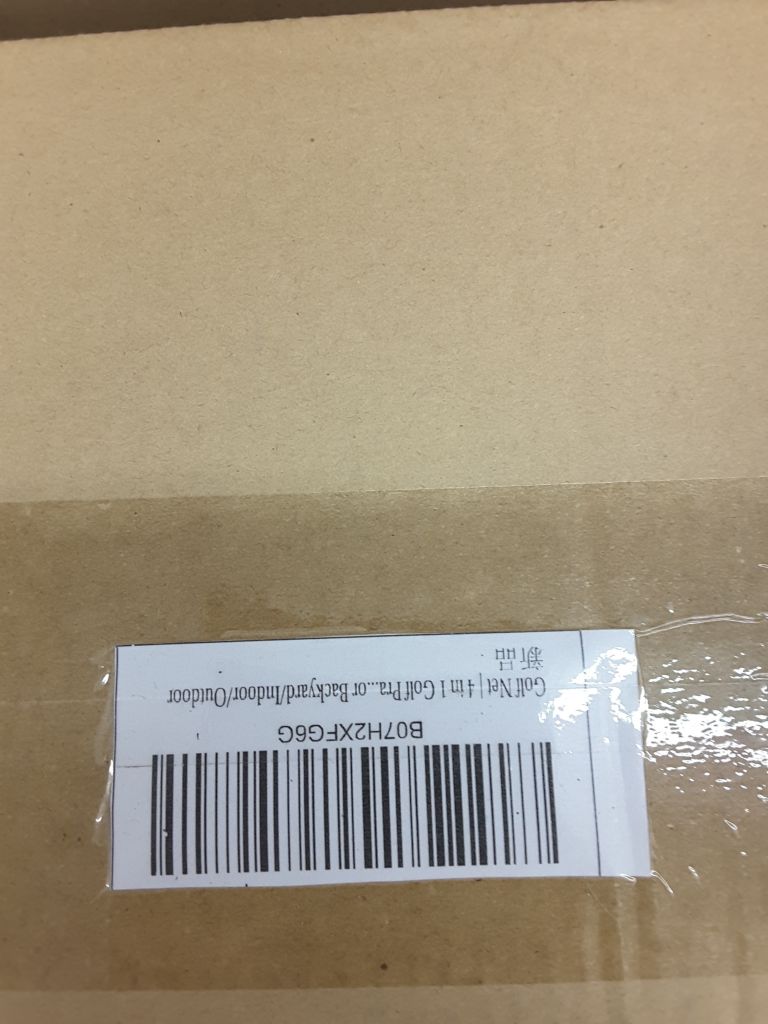 B07H2XFG6G
Golf Net | 4 in 1 Golf Pra...or Backyard/Indoor/Outdoor
新品